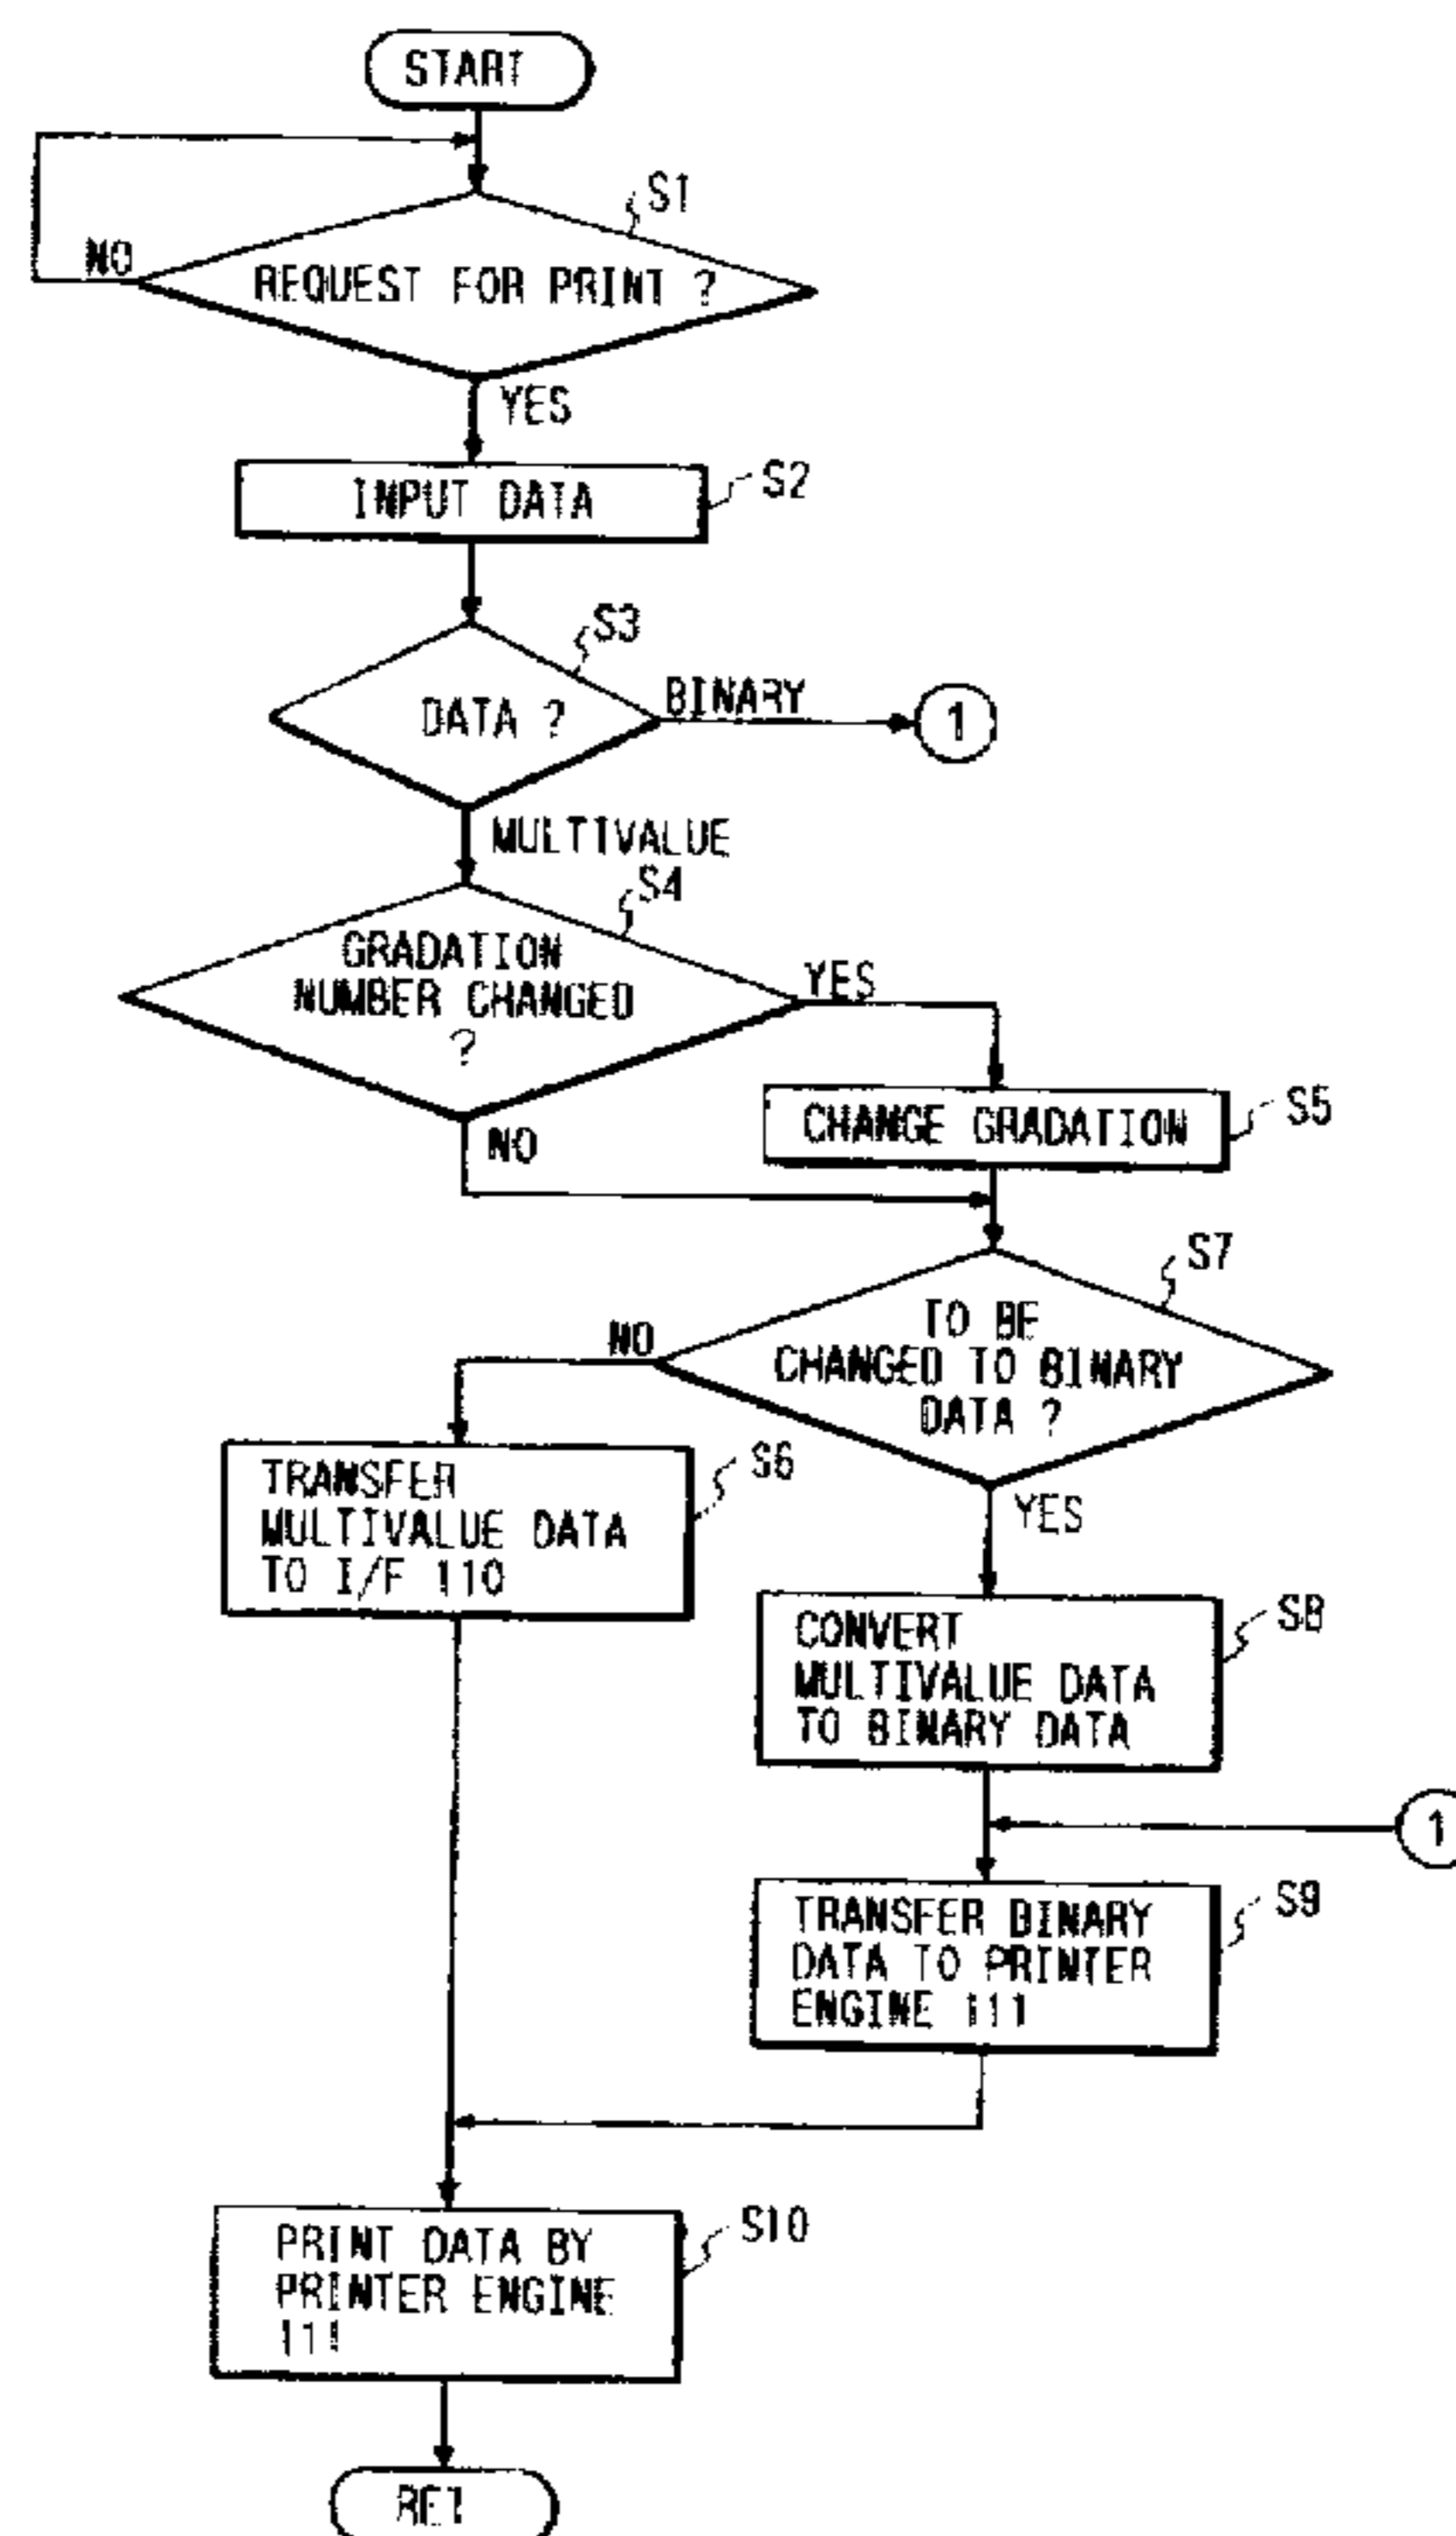 START
S1
NO
REQUEST FOR PRINT ?
YES
INPUT DATA
S2
S3
DATA ?
BINARY
1
MULTIVALUE
S4
GRADATION
NUMBER CHANGED
?
YES
NO
CHANGE GRADATION
S5
S7
TO BE
CHANGED TO BINARY
DATA ?
NO
YES
TRANSFER
MULTIVALUE DATA
TO I/F 110
S6
CONVERT
MULTIVALUE DATA
TO BINARY DATA
S8
1
TRANSFER BINARY
DATA TO PRINTER
ENGINE 111
S9
PRINT DATA BY
PRINTER ENGINE
111
S10
RET